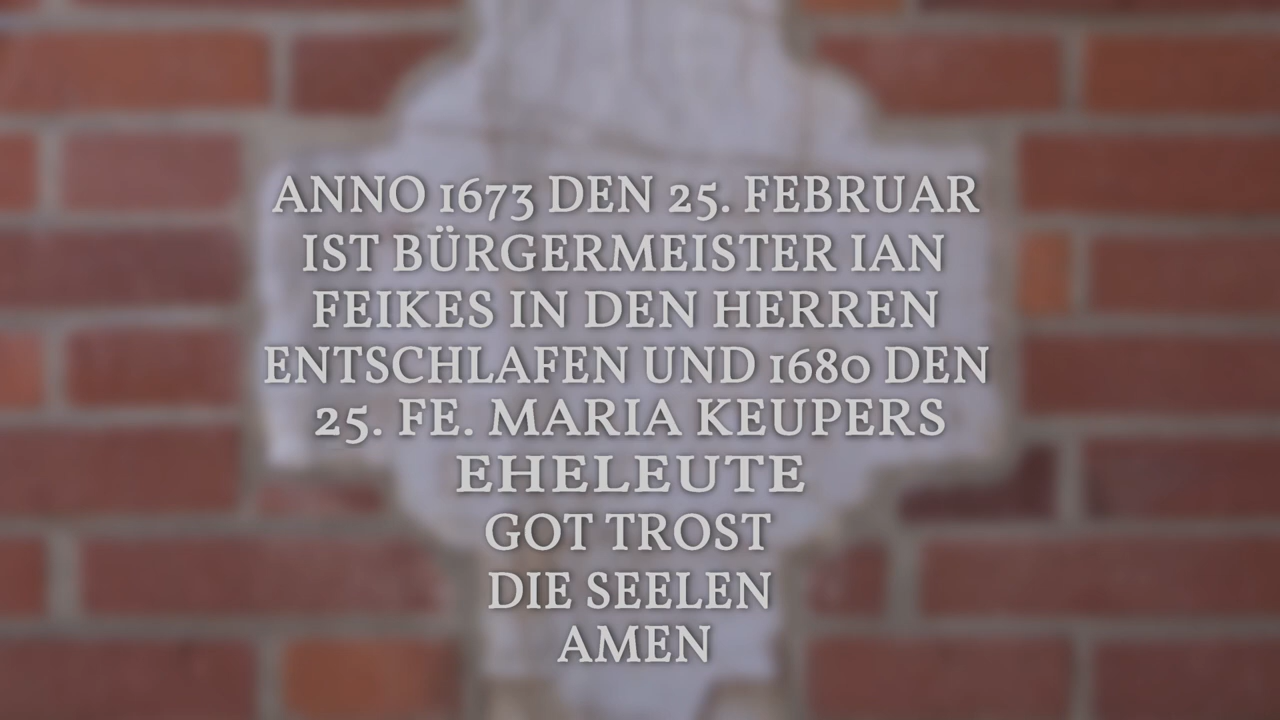 ANNO 1673 DEN 25. FEBRUAR
IST BÜRGERMEISTER IAN
FEIKES IN DEN HERREN
ENTSCHLAFEN UND 1680 DEN
25. FE. MARIA KEUPERS
EHELEUTE
GOT TROST
DIE SEELEN
AMEN